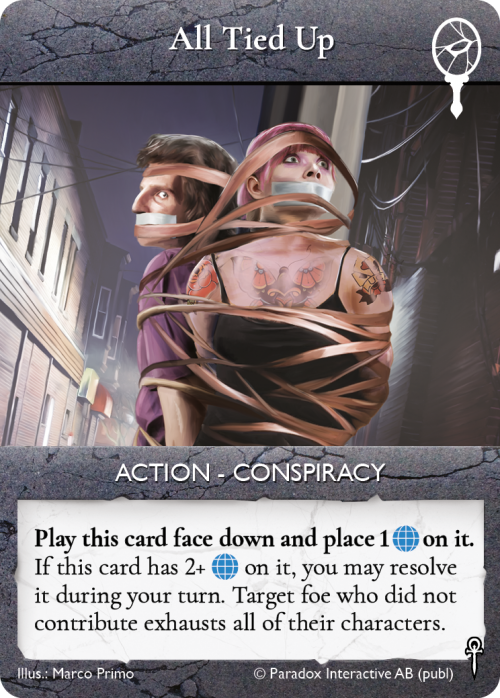 All Tied Up
ACTION - CONSPIRACY
Play this card face down and place 1 on it.
If this card has 2+ on it, you may resolve
it during your turn. Target foe who did not
contribute exhausts all of their characters.
Illus.: Marco Primo © Paradox Interactive AB (publ)